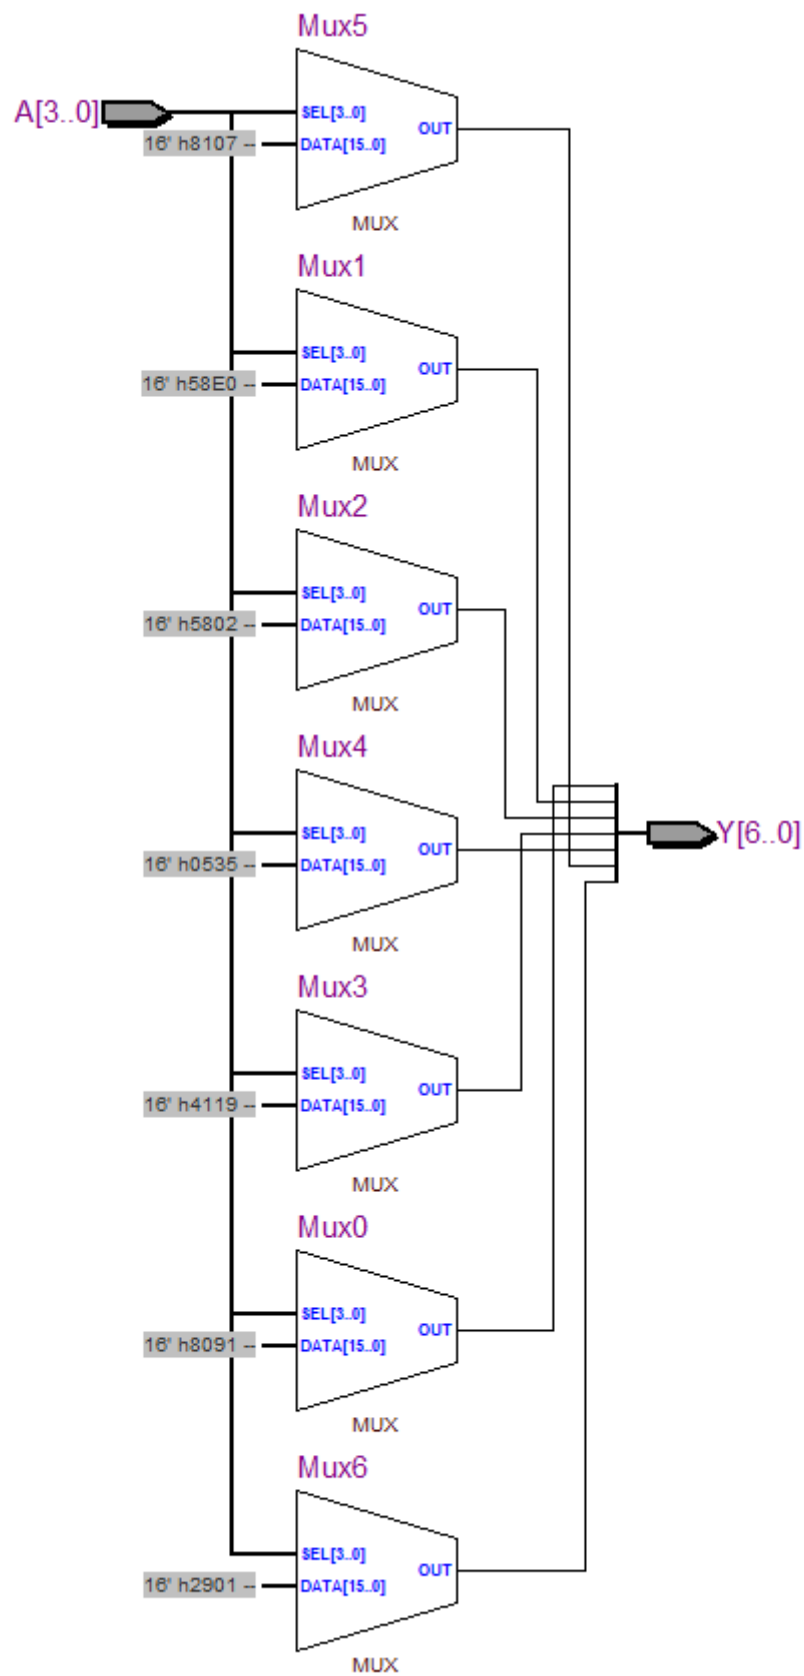 Mux5
A[3..0]
SEL[3..0]
OUT
16' h8107 --
DATA[15..0]
MUX
Mux1
SEL[3..0]
OUT
16' h58E0 --
DATA[15..0]
MUX
Mux2
SEL[3..0]
OUT
16' h5802 --
DATA[15..0]
MUX
Mux4
SEL[3..0]
OUT
Y[6..0]
16' h0535 --
DATA[15..0]
MUX
Mux3
SEL[3..0]
OUT
16' h4119 --
DATA[15..0]
MUX
Mux0
SEL[3..0]
OUT
16' h8091 --
DATA[15..0]
MUX
Mux6
SEL[3..0]
OUT
16' h2901 --
DATA[15..0]
MUX